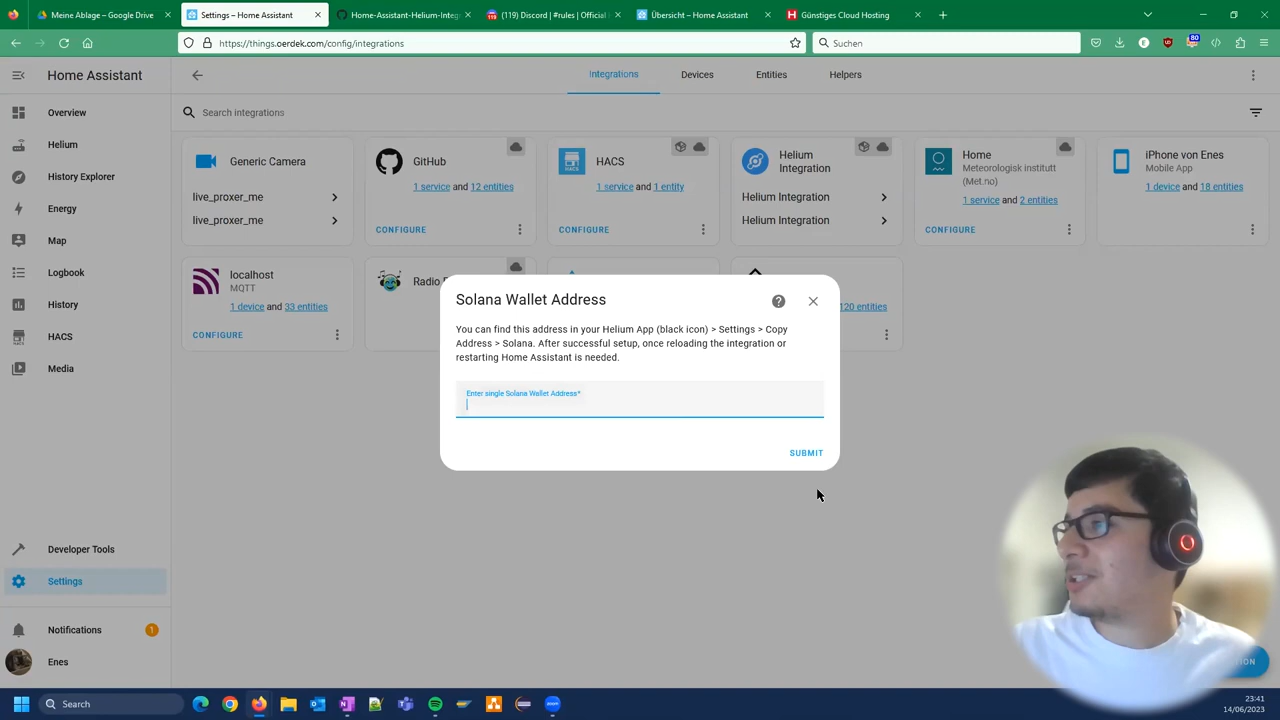 Meine Ablage – Google Drive
Settings – Home Assistant
Home-Assistant-Helium-Integ
(119) Discord | #rules | Official
Übersicht – Home Assistant
Günstiges Cloud Hosting
https://things.oerdek.com/config/integrations
Suchen
80
Home Assistant
Integrations
Devices
Entities
Helpers
Overview
Helium
History Explorer
Energy
Map
Logbook
History
HACS
Media
Developer Tools
Settings
Notifications
1
Enes
Search integrations
Generic Camera
live_proxer_me
live_proxer_me
GitHub
1 service and 12 entities
CONFIGURE
HACS
HACS
1 service and 1 entity
CONFIGURE
Helium
Integration
Helium Integration
Helium Integration
Home
Meteorologisk institutt
(Met.no)
1 service and 2 entities
CONFIGURE
iPhone von Enes
Mobile App
1 device and 18 entities
localhost
MQTT
1 device and 33 entities
CONFIGURE
Radio
120 entities
Solana Wallet Address
You can find this address in your Helium App (black icon) > Settings > Copy
Address > Solana. After successful setup, once reloading the integration or
restarting Home Assistant is needed.
Enter single Solana Wallet Address*
SUBMIT
ION
Search
23:41
14/06/2023